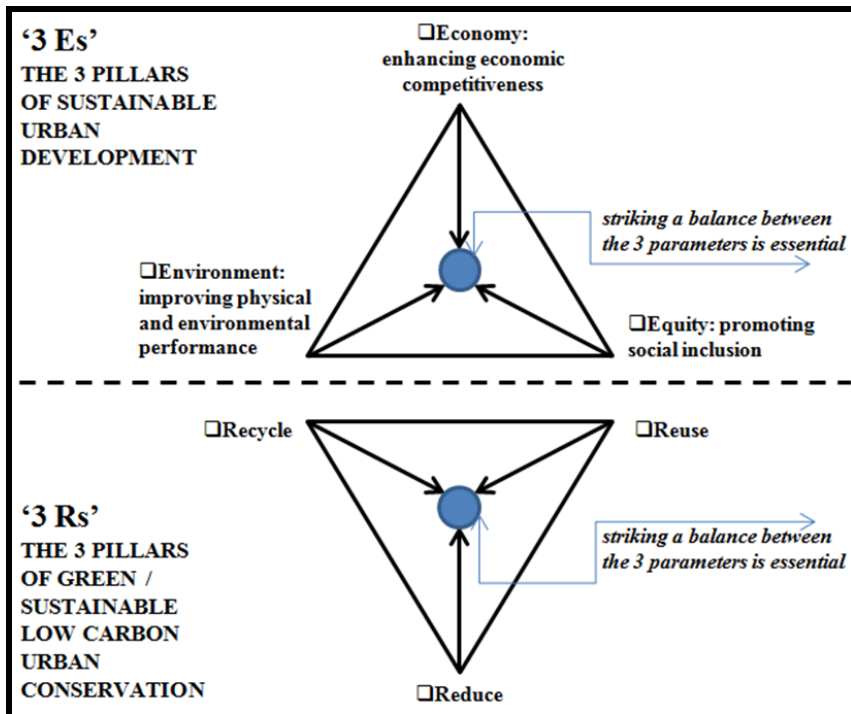 ‘3 Es’
THE 3 PILLARS
OF SUSTAINABLE
URBAN
DEVELOPMENT
❑Economy:
enhancing economic
competitiveness
striking a balance between
the 3 parameters is essential
❑Environment:
improving physical
and environmental
performance
❑Equity: promoting
social inclusion
❑Recycle
❑Reuse
‘3 Rs’
THE 3 PILLARS
OF GREEN /
SUSTAINABLE
LOW CARBON
URBAN
CONSERVATION
striking a balance between
the 3 parameters is essential
❑Reduce